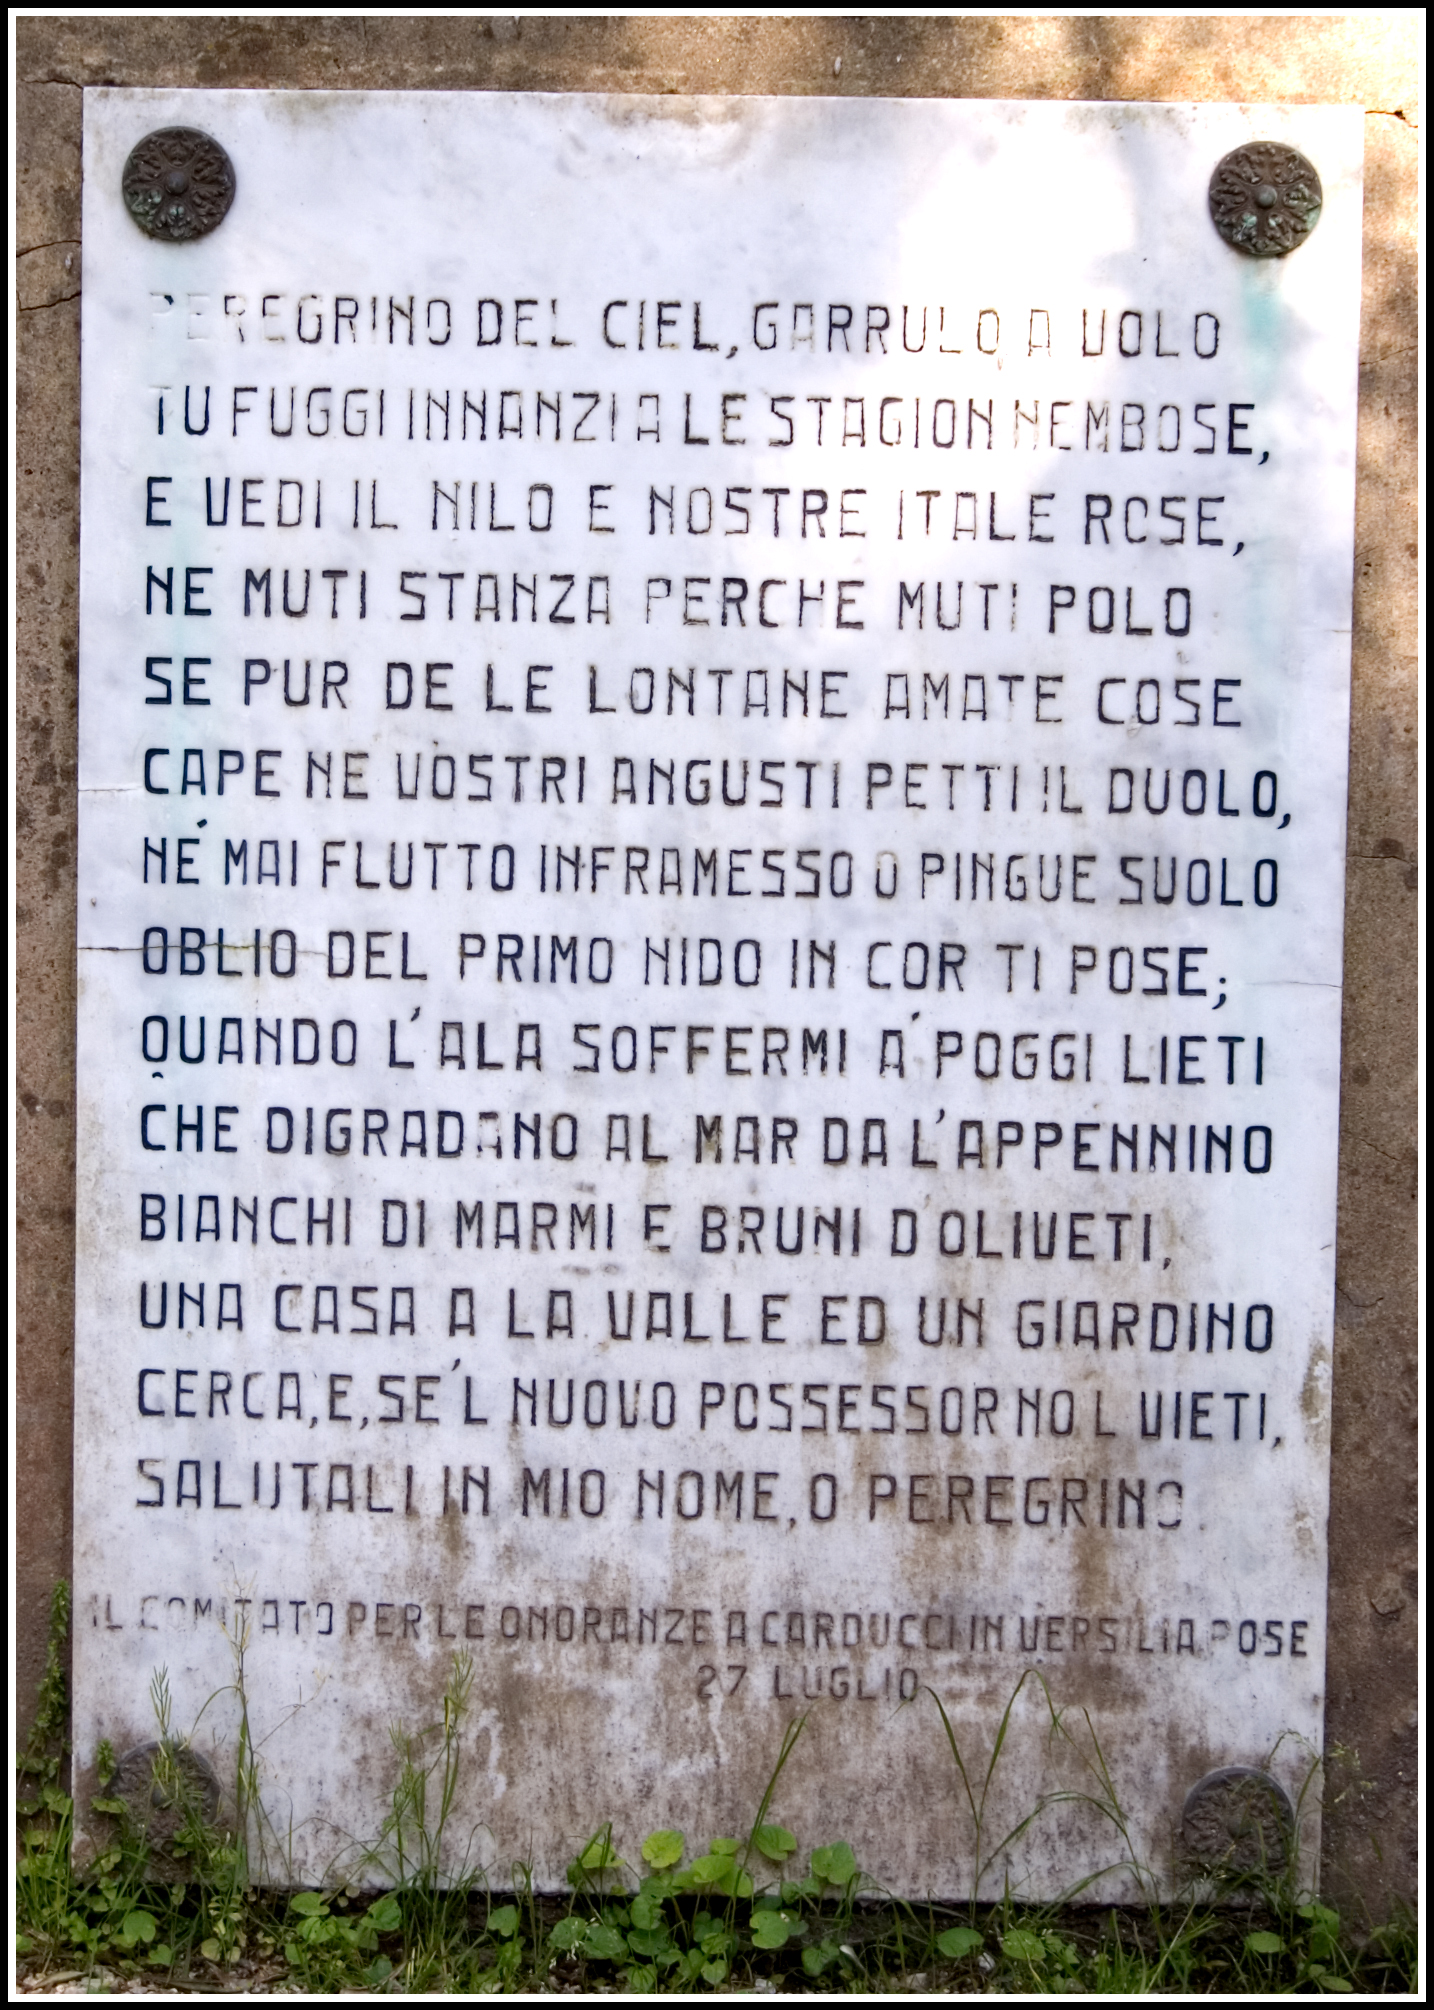 PEREGRINO DEL CIEL, GARRULO A VOLO
TU FUGGI INNANZI A LE STAGION NEMBOSE,
E VEDI IL NILO E NOSTRE ITALE ROSE,
NE MUTI STANZA PERCHE MUTI POLO
SE PUR DE LE LONTANE AMATE COSE
CAPE NE VOSTRI ANGUSTI PETTI IL DUOLO,
NÉ MAI FLUTTO INFRAMESSO O PINGUE SUOLO
OBLIO DEL PRIMO NIDO IN COR TI POSE;
QUANDO L'ALA SOFFERMI A' POGGI LIETI
CHE DIGRADANO AL MAR DA L'APPENNINO
BIANCHI DI MARMI E BRUNI D'OLIVETI,
UNA CASA A LA VALLE ED UN GIARDINO
CERCA, E, SE 'L NUOVO POSSESSOR NO L VIETI,
SALUTALI IN MIO NOME, O PEREGRINO.
IL COMITATO PER LE ONORANZE A CARDUCCI IN VERSILIA POSE
27 LUGLIO